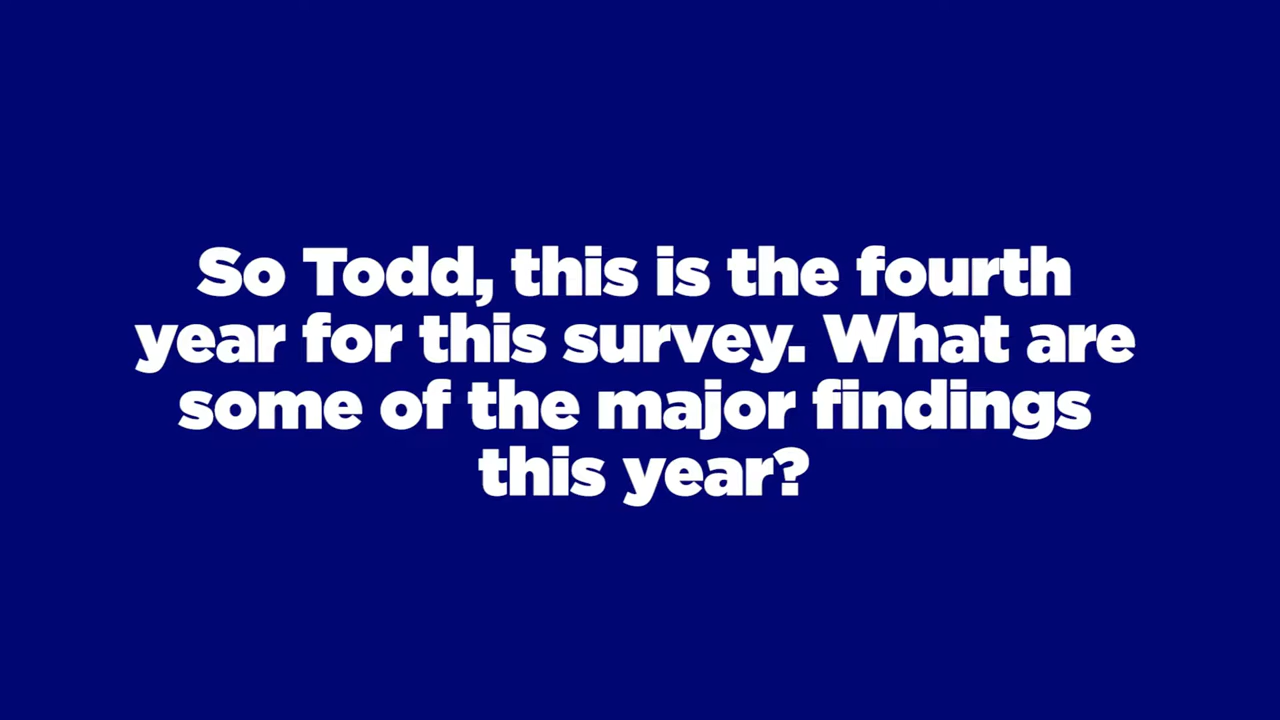 So Todd, this is the fourth
year for this survey. What are
some of the major findings
this year?